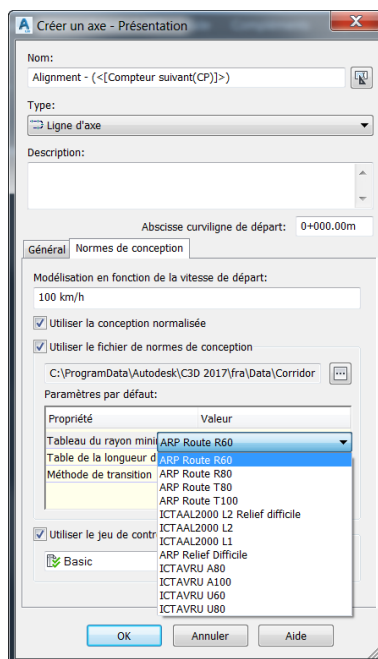 Créer un axe - Présentation
Nom:
Alignment - (<[Compteur suivant(CP)]>)
Type:
Ligne d'axe
Description:
Abscisse curviligne de départ: 0+000.00m
Général Normes de conception
Modélisation en fonction de la vitesse de départ:
100 km/h
Utiliser la conception normalisée
Utiliser le fichier de normes de conception
C:\ProgramData\Autodesk\C3D 2017\fra\Data\Corridor
Paramètres par défaut:
Propriété Valeur
Tableau du rayon mini ARP Route R60
Table de la longueur d
Méthode de transition
ARP Route R60
ARP Route R80
ARP Route T80
ARP Route T100
ICTAAL2000 L2 Relief difficile
ICTAAL2000 L2
ICTAAL2000 L1
ARP Relief Difficile
ICTAVRU A80
ICTAVRU A100
ICTAVRU U60
ICTAVRU U80
Utiliser le jeu de contr
Basic
OK Annuler Aide